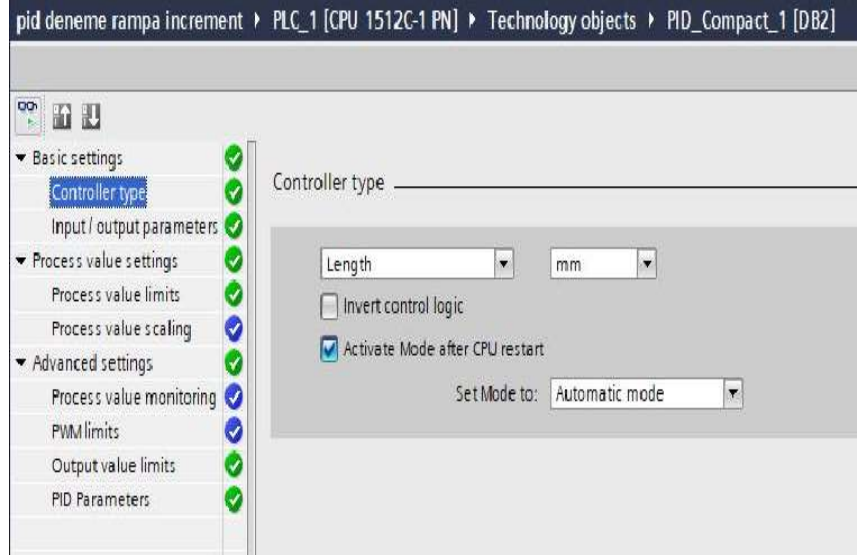 pid deneme rampa increment ▸ PLC_1 [CPU 1512C-1 PN] ▸ Technology objects ▸ PID_Compact_1 [DB2]
Basic settings
Controller type
Input / output parameters
Process value settings
Process value limits
Process value scaling
Advanced settings
Process value monitoring
PWM limits
Output value limits
PID Parameters
Controller type
Length mm
Invert control logic
Activate Mode after CPU restart
Set Mode to: Automatic mode